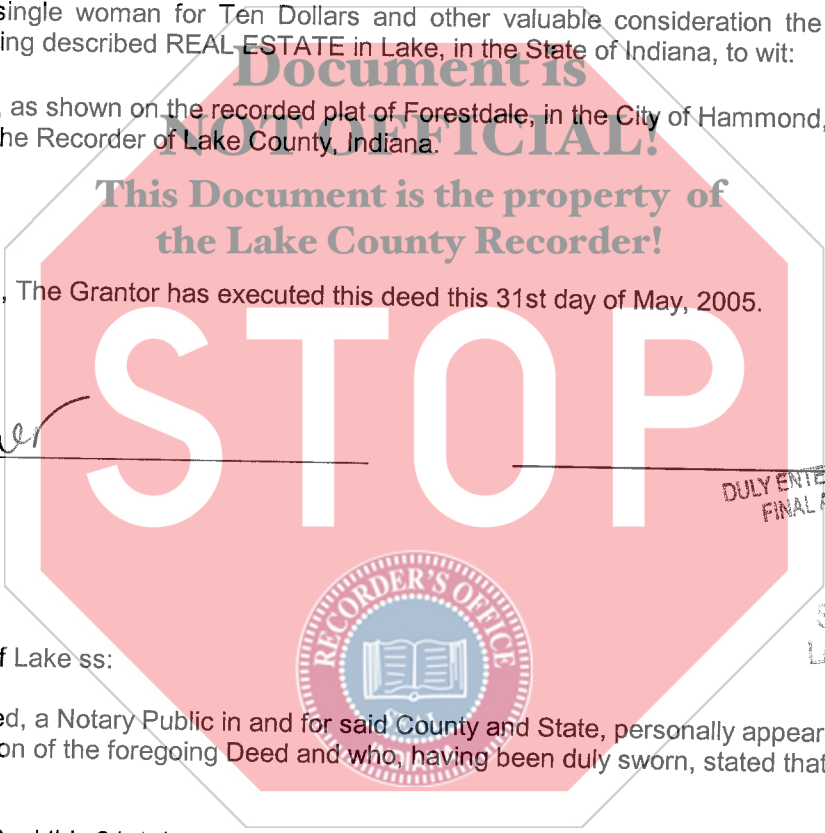 single woman for Ten Dollars and other valuable consideration the
ing described REAL ESTATE in Lake, in the State of Indiana, to wit:
Document is
, as shown on the recorded plat of Forestdale, in the City of Hammond,
NOT OFFICIAL!
he Recorder of Lake County, Indiana.
This Document is the property of
the Lake County Recorder!
, The Grantor has executed this deed this 31st day of May, 2005.
STOP
er
DULY ENTE
FINAL A
RECORDER'S OFFICE
f Lake ss:
SEAL
ed, a Notary Public in and for said County and State, personally appear
on of the foregoing Deed and who, having been duly sworn, stated that
INDIANA